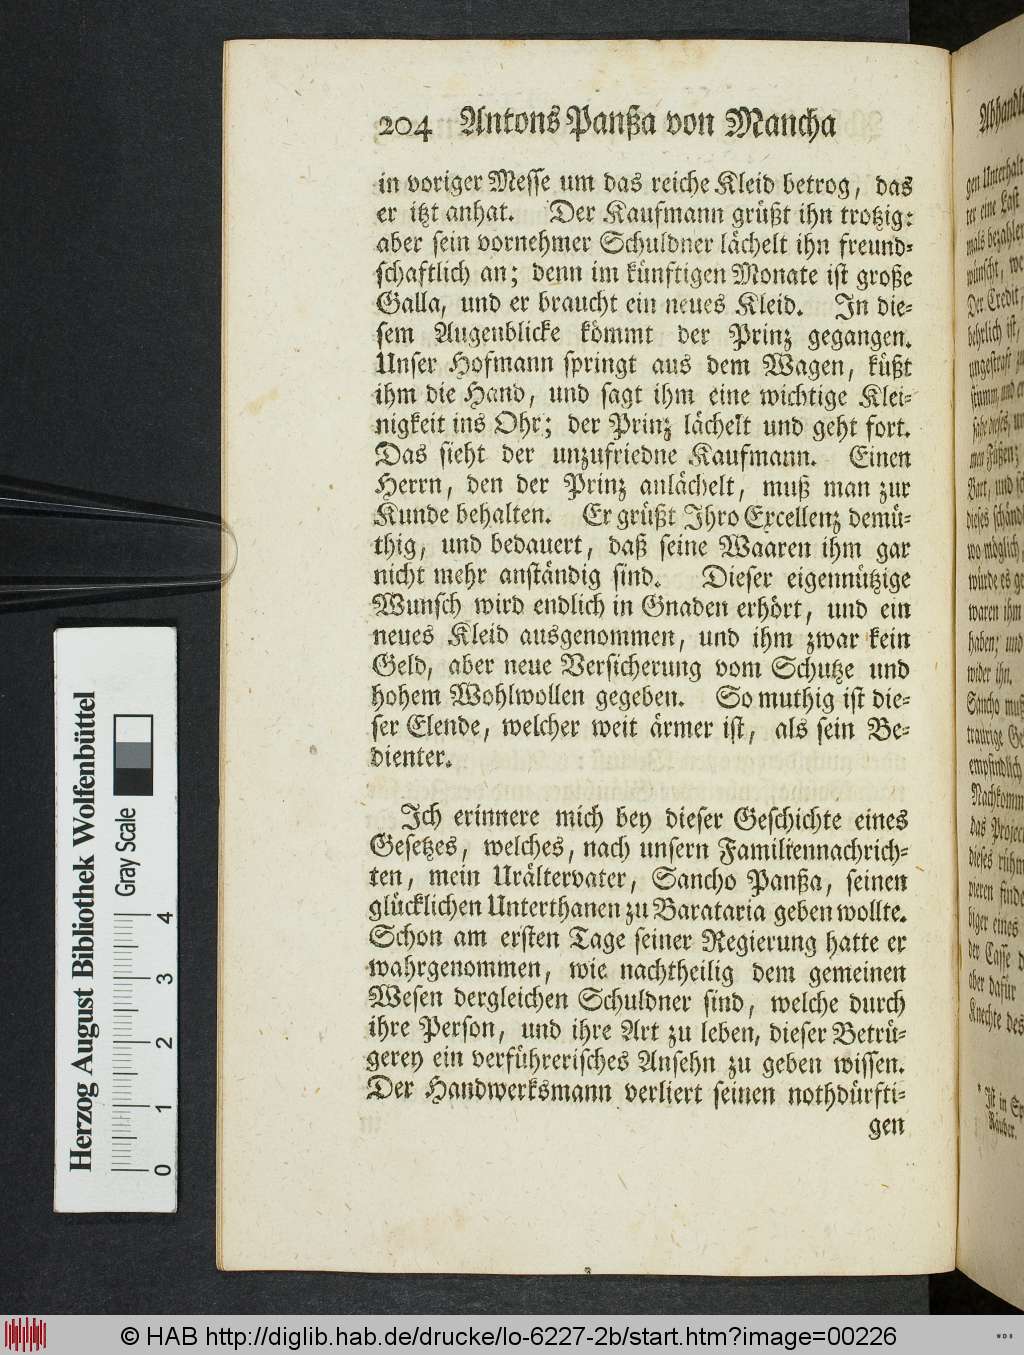 204 Antons Panßa von Mancha
in voriger Messe um das reiche Kleid betrog, das
er itzt anhat. Der Kaufmann grüßt ihn trotzig:
aber sein vornehmer Schuldner lächelt ihn freund-
schaftlich an; denn im künftigen Monate ist große
Galla, und er braucht ein neues Kleid. In die-
sem Augenblicke kömmt der Prinz gegangen.
Unser Hofmann springt aus dem Wagen, küßt
ihm die Hand, und sagt ihm eine wichtige Klei-
nigkeit ins Ohr; der Prinz lächelt und geht fort.
Das sieht der unzufriedne Kaufmann. Einen
Herrn, den der Prinz anlächelt, muß man zur
Kunde behalten. Er grüßt Ihro Excellenz demü-
thig, und bedauert, daß seine Waaren ihm gar
nicht mehr anständig sind. Dieser eigennützige
Wunsch wird endlich in Gnaden erhört, und ein
neues Kleid ausgenommen, und ihm zwar kein
Geld, aber neue Versicherung vom Schutze und
hohem Wohlwollen gegeben. So muthig ist die-
ser Elende, welcher weit ärmer ist, als sein Be-
dienter.
Ich erinnere mich bey dieser Geschichte eines
Gesetzes, welches, nach unsern Familiennachrich-
ten, mein Urältervater, Sancho Panßa, seinen
glücklichen Unterthanen zu Barataria geben wollte.
Schon am ersten Tage seiner Regierung hatte er
wahrgenommen, wie nachtheilig dem gemeinen
Wesen dergleichen Schuldner sind, welche durch
ihre Person, und ihre Art zu leben, dieser Betrü-
gerey ein verführerisches Ansehn zu geben wissen.
Der Handwerksmann verliert seinen nothdürfti-
gen
Herzog August Bibliothek Wolfenbüttel
Gray Scale
0 1 2 3 4
© HAB http://diglib.hab.de/drucke/lo-6227-2b/start.htm?image=00226